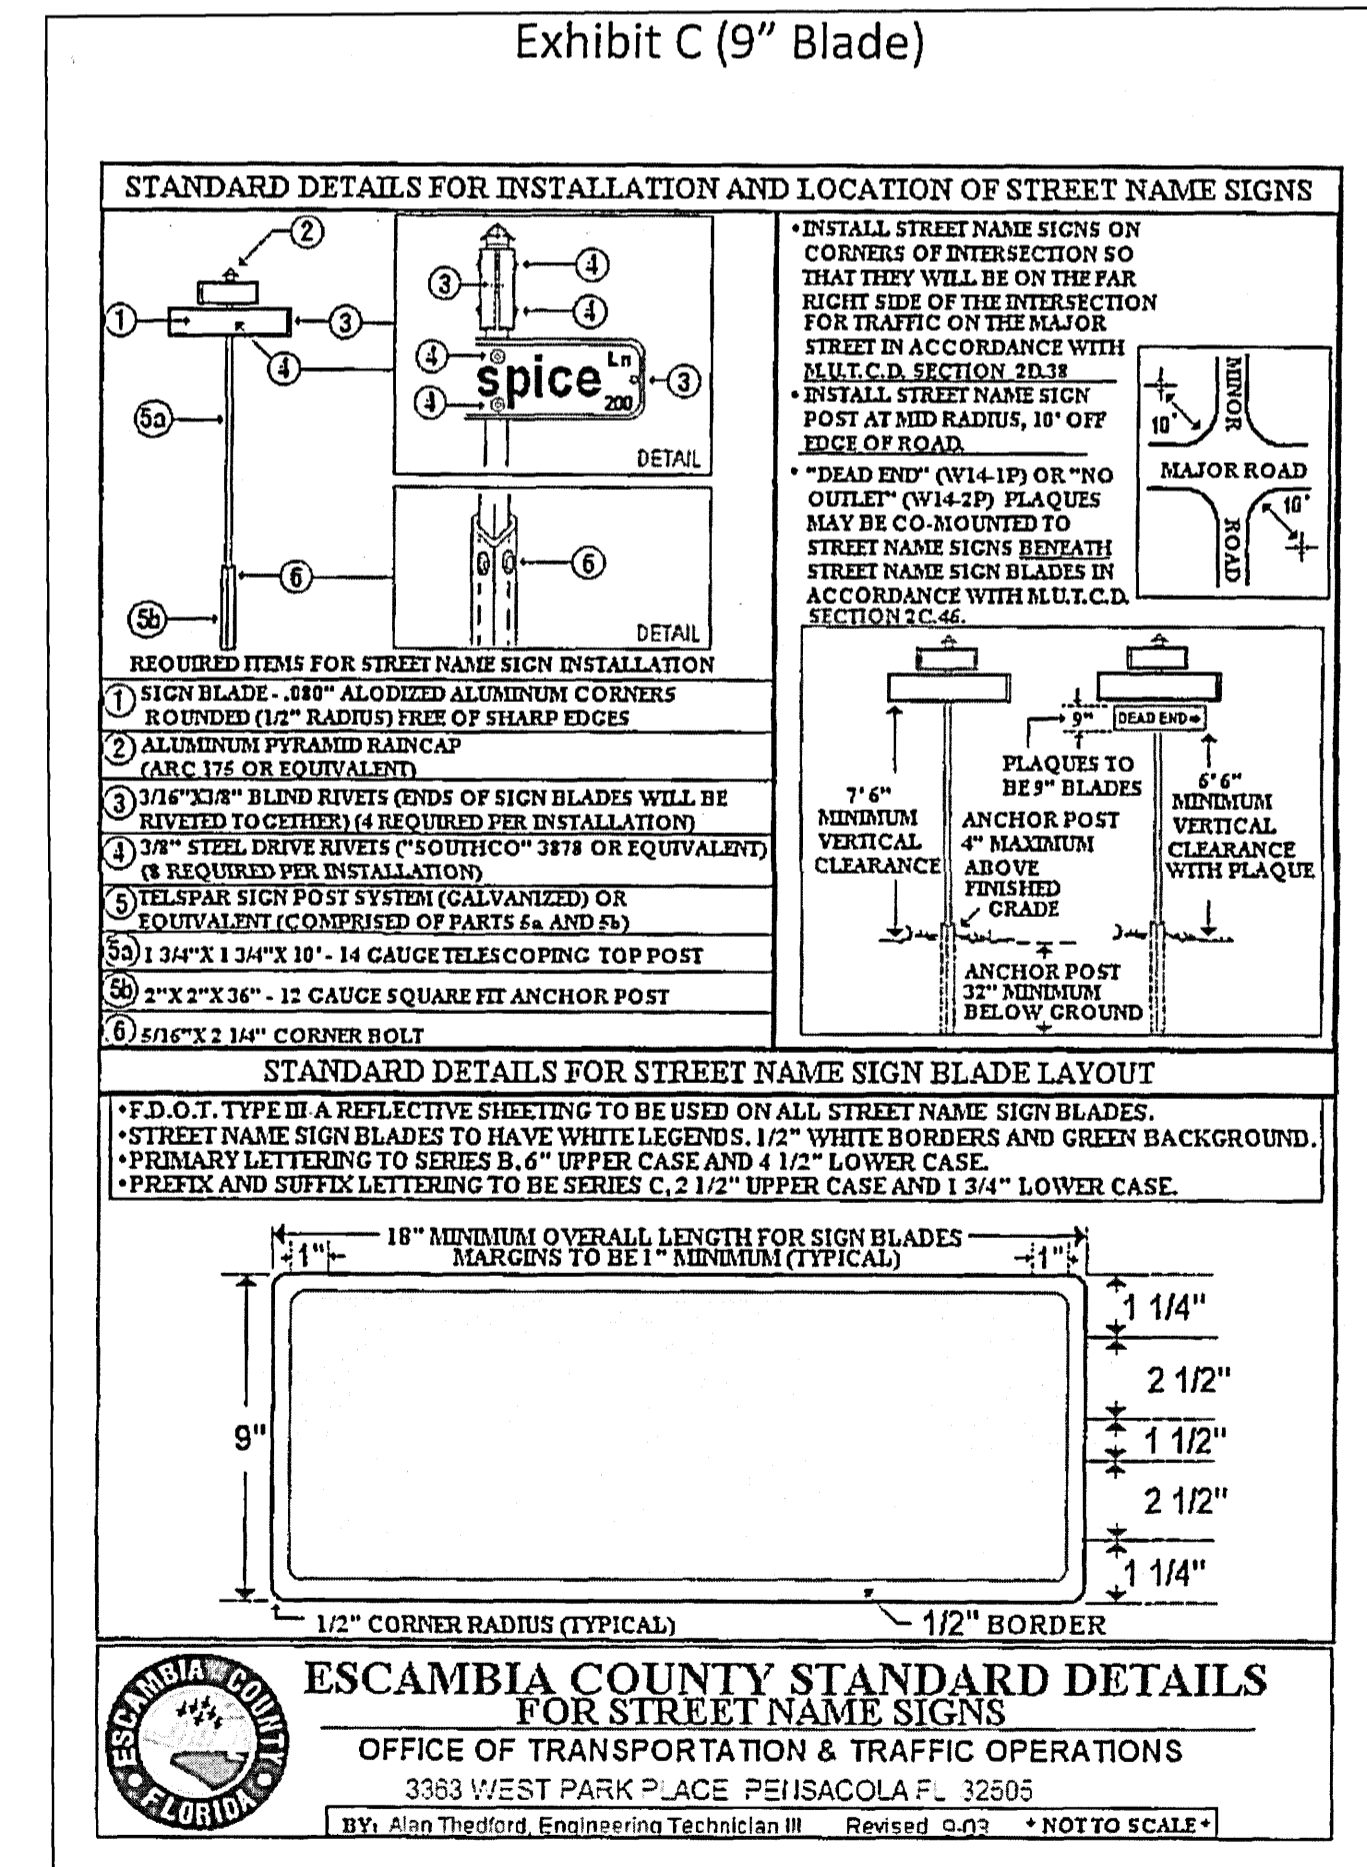 Exhibit C (9" Blade)
STANDARD DETAILS FOR INSTALLATION AND LOCATION OF STREET NAME SIGNS
2
1
3
4
5a
6
5b
4
3
4
4
spice Ln
200
3
4
DETAIL
6
DETAIL
REQUIRED ITEMS FOR STREET NAME SIGN INSTALLATION
1 SIGN BLADE - .080" ALODIZED ALUMINUM CORNERS
ROUNDED (1/2" RADIUS) FREE OF SHARP EDGES
2 ALUMINUM PYRAMID RAINCAP
(ARC 175 OR EQUIVALENT)
3 3/16"X3/8" BLIND RIVETS (ENDS OF SIGN BLADES WILL BE
RIVETED TOGETHER) (4 REQUIRED PER INSTALLATION)
4 3/8" STEEL DRIVE RIVETS ("SOUTHCO" 3878 OR EQUIVALENT)
(8 REQUIRED PER INSTALLATION)
5 TELSPAR SIGN POST SYSTEM (GALVANIZED) OR
EQUIVALENT (COMPRISED OF PARTS 5a AND 5b)
5a 1 3/4"X 1 3/4"X 10' - 14 GAUGE TELESCOPING TOP POST
5b 2"X 2"X 36" - 12 GAUGE SQUARE FIT ANCHOR POST
6 5/16"X 2 1/4" CORNER BOLT
•INSTALL STREET NAME SIGNS ON
CORNERS OF INTERSECTION SO
THAT THEY WILL BE ON THE FAR
RIGHT SIDE OF THE INTERSECTION
FOR TRAFFIC ON THE MAJOR
STREET IN ACCORDANCE WITH
M.U.T.C.D. SECTION 2D.38
•INSTALL STREET NAME SIGN
POST AT MID RADIUS, 10' OFF
EDGE OF ROAD.
• "DEAD END" (W14-1P) OR "NO
OUTLET" (W14-2P) PLAQUES
MAY BE CO-MOUNTED TO
STREET NAME SIGNS BENEATH
STREET NAME SIGN BLADES IN
ACCORDANCE WITH M.U.T.C.D.
SECTION 2C.46.
MINOR
10'
MAJOR ROAD
10'
ROAD
9"
DEAD END
PLAQUES TO
BE 9" BLADES
7' 6"
MINIMUM
VERTICAL
CLEARANCE
6' 6"
MINIMUM
VERTICAL
CLEARANCE
WITH PLAQUE
ANCHOR POST
4" MAXIMUM
ABOVE
FINISHED
GRADE
ANCHOR POST
32" MINIMUM
BELOW GROUND
STANDARD DETAILS FOR STREET NAME SIGN BLADE LAYOUT
•F.D.O.T. TYPE III-A REFLECTIVE SHEETING TO BE USED ON ALL STREET NAME SIGN BLADES.
•STREET NAME SIGN BLADES TO HAVE WHITE LEGENDS. 1/2" WHITE BORDERS AND GREEN BACKGROUND.
•PRIMARY LETTERING TO SERIES B, 6" UPPER CASE AND 4 1/2" LOWER CASE.
•PREFIX AND SUFFIX LETTERING TO BE SERIES C, 2 1/2" UPPER CASE AND 1 3/4" LOWER CASE.
18" MINIMUM OVERALL LENGTH FOR SIGN BLADES
1" MARGINS TO BE 1" MINIMUM (TYPICAL) 1"
1 1/4"
2 1/2"
9"
1 1/2"
2 1/2"
1 1/4"
1/2" CORNER RADIUS (TYPICAL)
1/2" BORDER
ESCAMBIA COUNTY
FLORIDA
ESCAMBIA COUNTY STANDARD DETAILS
FOR STREET NAME SIGNS
OFFICE OF TRANSPORTATION & TRAFFIC OPERATIONS
3363 WEST PARK PLACE PENSACOLA FL 32505
BY: Alan Thedford, Engineering Technician III Revised 9-03 *NOT TO SCALE*